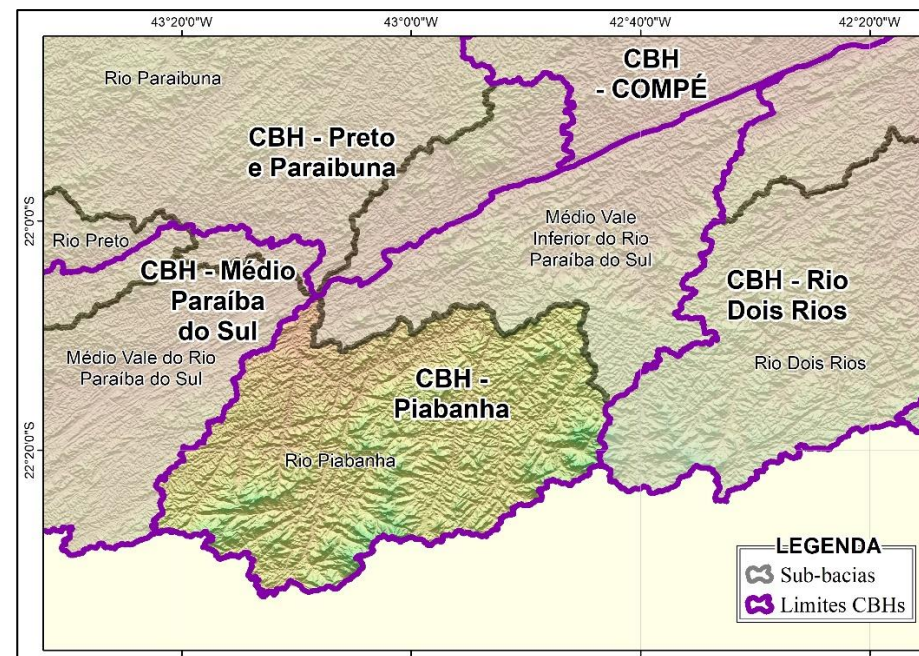 43°20'0"W
43°0'0"W
42°40'0"W
42°20'0"W
Rio Paraibuna
CBH
- COMPÉ
CBH - Preto
e Paraibuna
22°0'0"S
Rio Preto
Médio Vale
Inferior do Rio
Paraíba do Sul
CBH - Médio
Paraíba
do Sul
CBH - Rio
Dois Rios
Médio Vale do Rio
Paraíba do Sul
Rio Dois Rios
CBH -
Piabanha
22°20'0"S
Rio Piabanha
LEGENDA
Sub-bacias
Limites CBHs